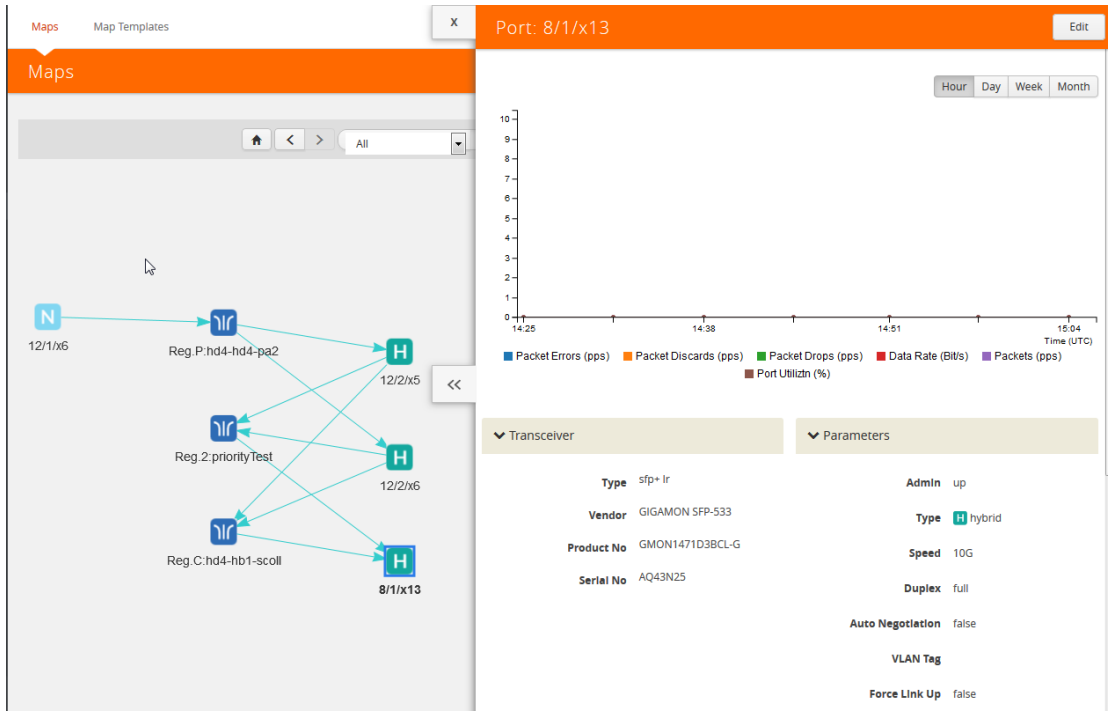 Maps Map Templates
x
Port: 8/1/x13 Edit
Maps
Hour Day Week Month
All
10
9
8
7
6
5
4
3
2
1
0
14:25 14:38 14:51 15:04
Time (UTC)
Packet Errors (pps) Packet Discards (pps) Packet Drops (pps) Data Rate (Bit/s) Packets (pps)
Port Utiliztn (%)
N
12/1/x6
Reg.P:hd4-hd4-pa2
H
12/2/x5
<<
Reg.2:priorityTest
H
12/2/x6
Reg.C:hd4-hb1-scoll
H
8/1/x13
Transceiver
Type sfp+ lr
Vendor GIGAMON SFP-533
Product No GMON1471D3BCL-G
Serial No AQ43N25
Parameters
Admin up
Type H hybrid
Speed 10G
Duplex full
Auto Negotiation false
VLAN Tag
Force Link Up false